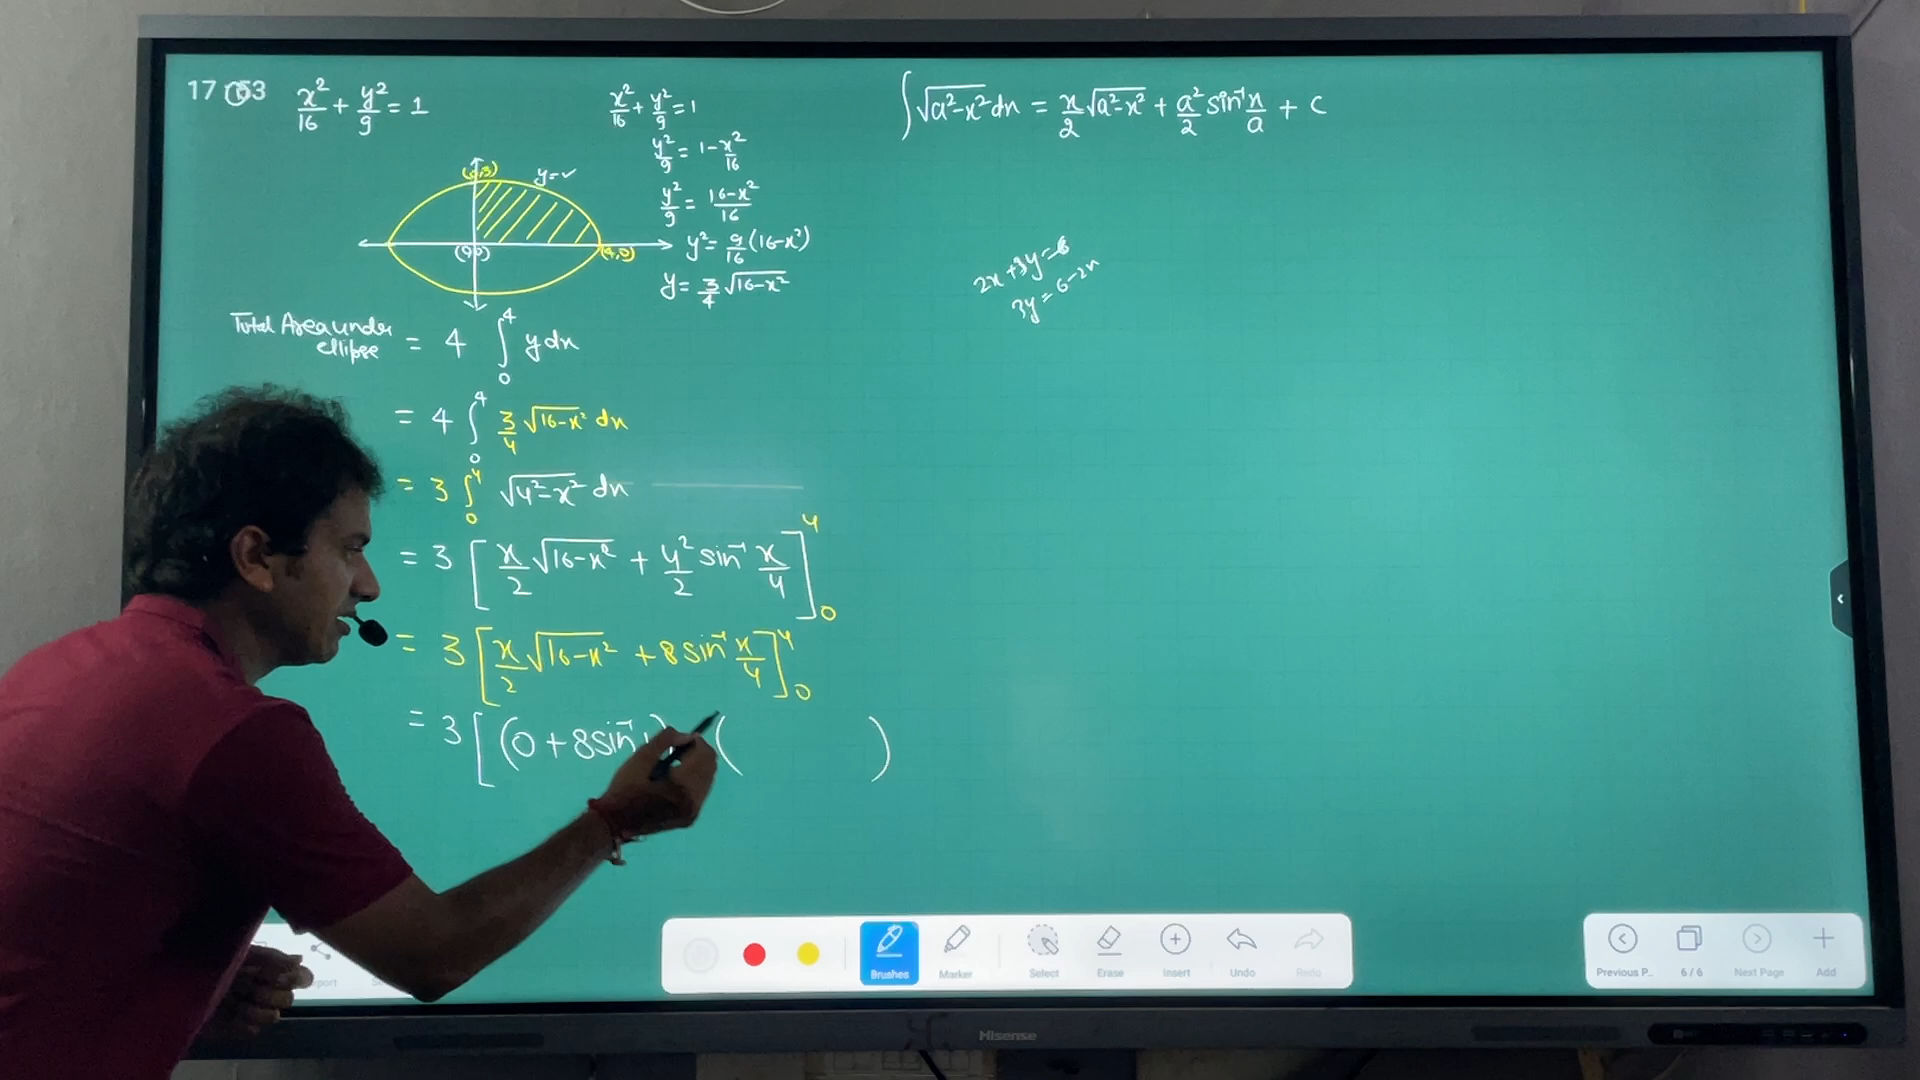 17:53
①
x²/16 + y²/9 = 1
(0,3)
y=✓
(0,0)
(4,0)
x²/16 + y²/9 = 1
y²/9 = 1 - x²/16
y²/9 = (16-x²)/16
y² = 9/16 (16-x²)
y = 3/4 √(16-x²)
∫√(a²-x²) dx = x/2 √(a²-x²) + a²/2 sin⁻¹ x/a + c
2x+3y=6
3y = 6-2x
Total Area under ellipse = 4 ∫₀⁴ y dx
= 4 ∫₀⁴ 3/4 √(16-x²) dx
= 3 ∫₀⁴ √(4²-x²) dx
= 3 [x/2 √(16-x²) + 4²/2 sin⁻¹ x/4]₀⁴
= 3 [x/2 √(16-x²) + 8 sin⁻¹ x/4]₀⁴
= 3 [(0 + 8 sin⁻¹ ) ( )
Brushes
Marker
Select
Erase
Insert
Undo
Redo
Previous P...
6 / 6
Next Page
Add
Hisense